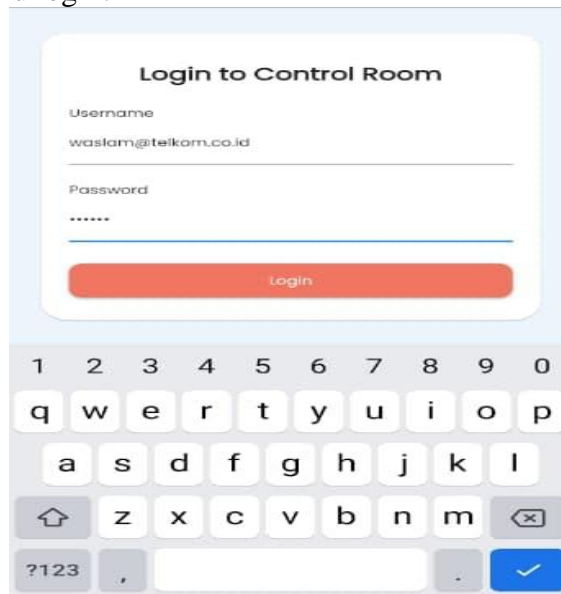 Login to Control Room
Username
waslam@telkom.co.id
Password
••••••
Login
1 2 3 4 5 6 7 8 9 0
q w e r t y u i o p
a s d f g h j k l
z x c v b n m
?123 , .